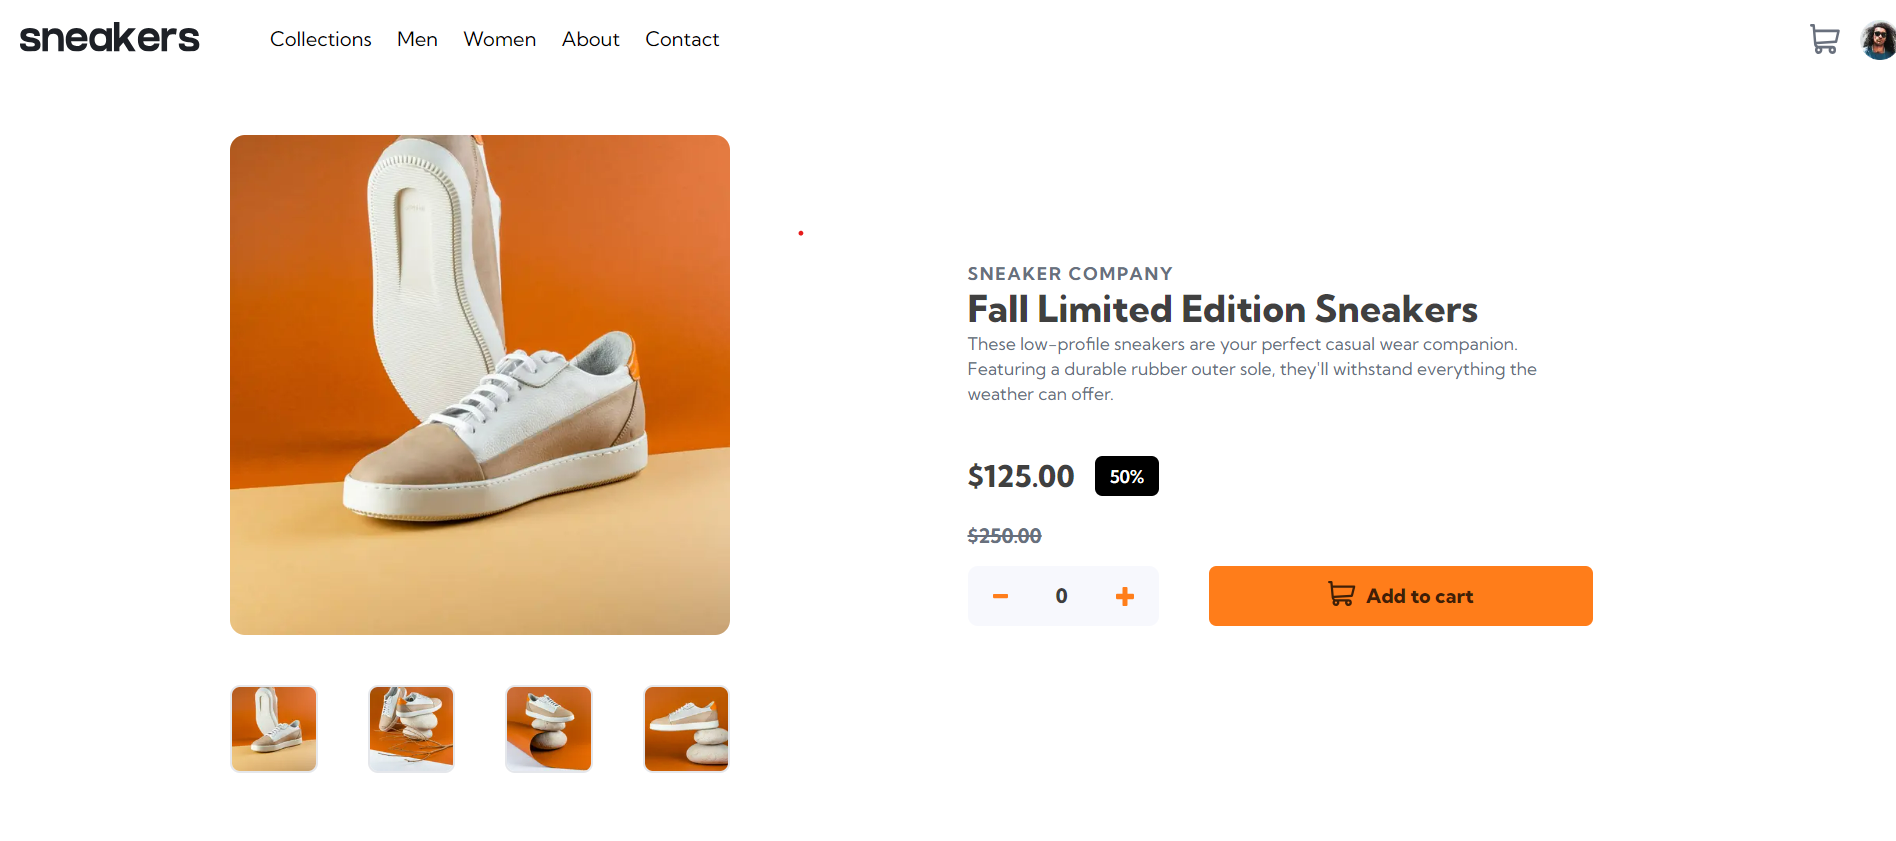 sneakers
Collections Men Women About Contact
SNEAKER COMPANY
Fall Limited Edition Sneakers
These low-profile sneakers are your perfect casual wear companion.
Featuring a durable rubber outer sole, they'll withstand everything the
weather can offer.
$125.00 50%
$250.00
0
Add to cart